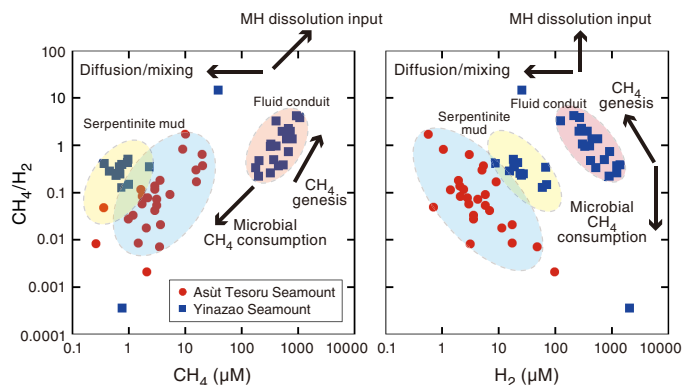 MH dissolution input
MH dissolution input
100
10
1
0.1
0.01
0.001
0.0001
CH4/H2
Diffusion/mixing
Serpentinite mud
Fluid conduit
CH4
genesis
Microbial
CH4 consumption
Asùt Tesoru Seamount
Yinazao Seamount
0.1
1
10
100
1000
10000
CH4 (µM)
Diffusion/mixing
Serpentinite
mud
Fluid conduit
CH4
genesis
Microbial
CH4
consumption
0.1
1
10
100
1000
10000
H2 (µM)